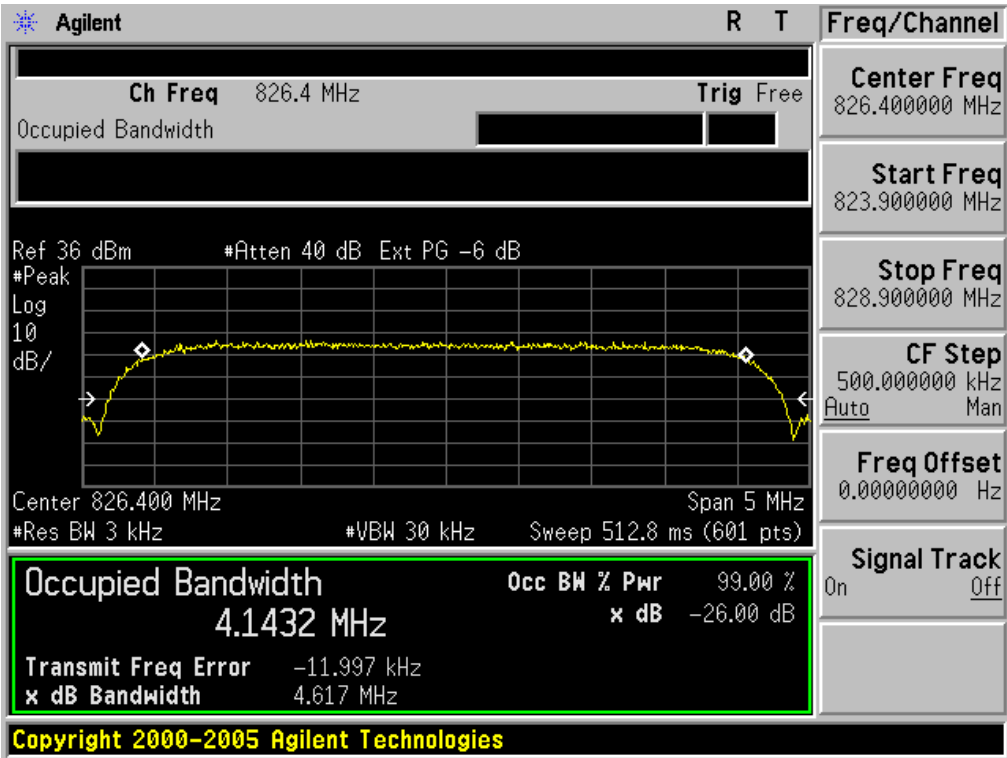 Agilent R T Freq/Channel
Ch Freq 826.4 MHz Trig Free
Occupied Bandwidth
Center Freq
826.400000 MHz
Start Freq
823.900000 MHz
Stop Freq
828.900000 MHz
CF Step
500.000000 kHz
Auto Man
Freq Offset
0.00000000 Hz
Signal Track
On Off
Ref 36 dBm #Atten 40 dB Ext PG -6 dB
#Peak
Log
10
dB/
Center 826.400 MHz Span 5 MHz
#Res BW 3 kHz #VBW 30 kHz Sweep 512.8 ms (601 pts)
Occupied Bandwidth Occ BW % Pwr 99.00 %
4.1432 MHz x dB -26.00 dB
Transmit Freq Error -11.997 kHz
x dB Bandwidth 4.617 MHz
Copyright 2000-2005 Agilent Technologies